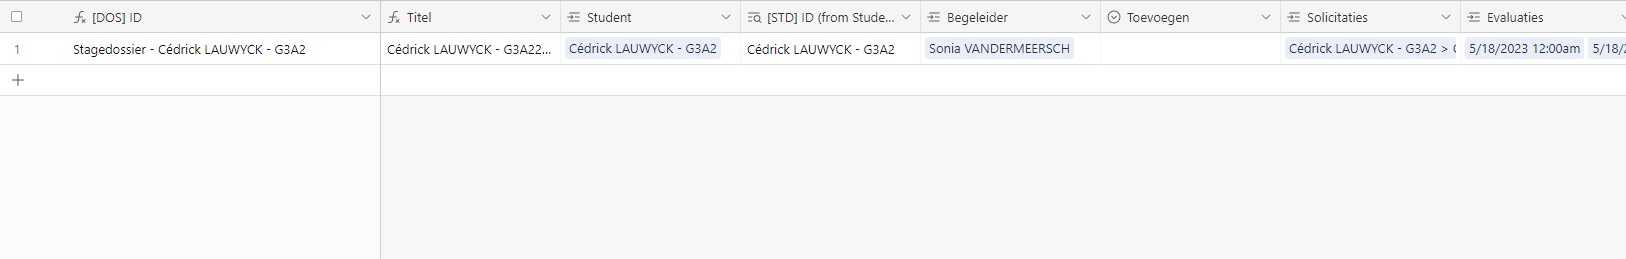 [DOS] ID Titel Student [STD] ID (from Stude... Begeleider Toevoegen Solicitaties Evaluaties
1 Stagedossier - Cédrick LAUWYCK - G3A2 Cédrick LAUWYCK - G3A22... Cédrick LAUWYCK - G3A2 Cédrick LAUWYCK - G3A2 Sonia VANDERMEERSCH Cédrick LAUWYCK - G3A2 > 5/18/2023 12:00am 5/18/